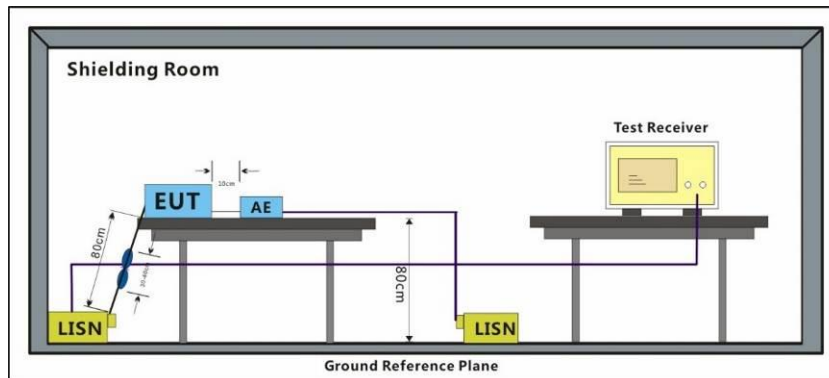 Shielding Room
Test Receiver
10cm
EUT
AE
80cm
80cm
LISN
LISN
Ground Reference Plane